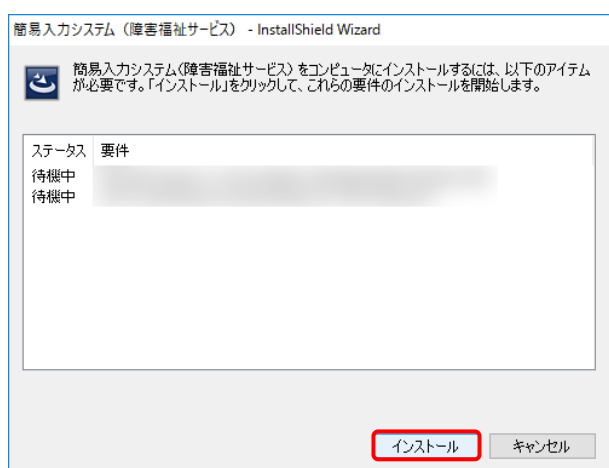 簡易入力システム（障害福祉サービス） - InstallShield Wizard
簡易入力システム(障害福祉サービス) をコンピュータにインストールするには、以下のアイテム
が必要です。「インストール」をクリックして、これらの要件のインストールを開始します。
ステータス 要件
待機中
待機中
インストール キャンセル